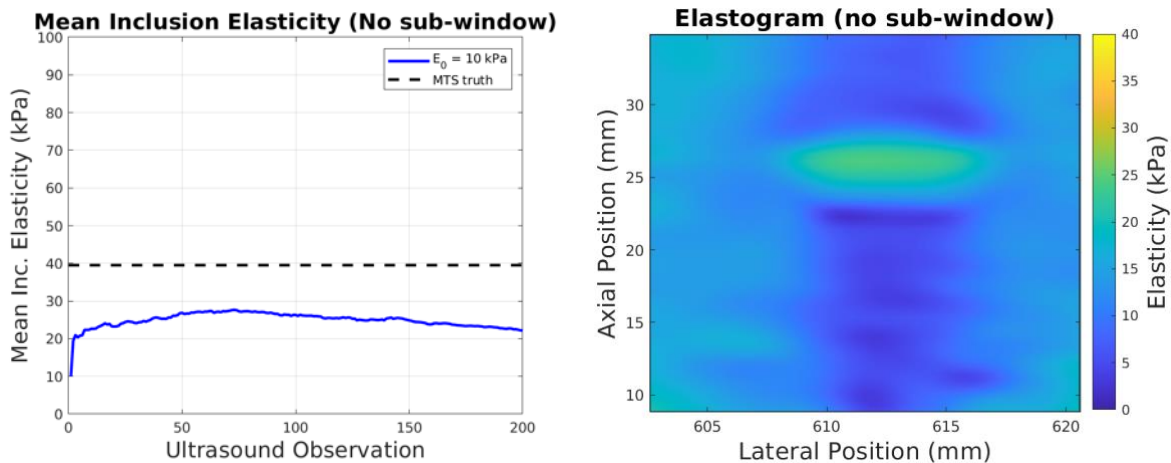 Mean Inclusion Elasticity (No sub-window)
Mean Inc. Elasticity (kPa)
100
90
80
70
60
50
40
30
20
10
0
E0 = 10 kPa
MTS truth
0 50 100 150 200
Ultrasound Observation
Elastogram (no sub-window)
Axial Position (mm)
30
25
20
15
10
605 610 615 620
Lateral Position (mm)
40
35
30
25
20
15
10
5
0
Elasticity (kPa)